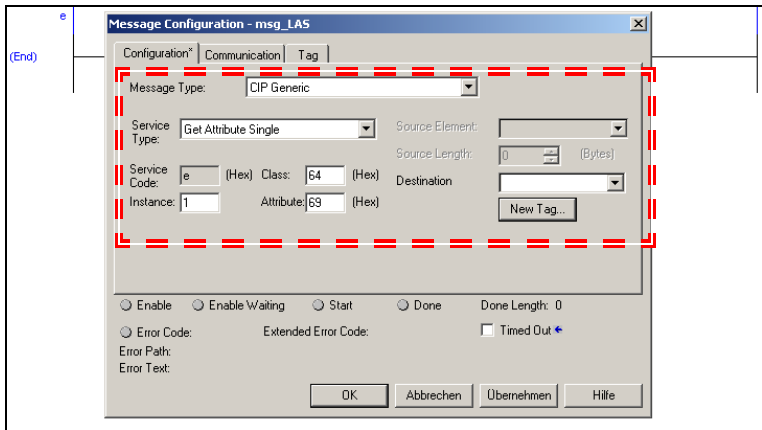 e
(End)
Message Configuration - msg_LAS
Configuration* Communication Tag
Message Type: CIP Generic
Service Type: Get Attribute Single
Source Element:
Source Length: 0 (Bytes)
Service Code: e (Hex) Class: 64 (Hex)
Destination
Instance: 1 Attribute: 69 (Hex)
New Tag...
Enable Enable Waiting Start Done Done Length: 0
Error Code: Extended Error Code: Timed Out
Error Path:
Error Text:
OK Abbrechen Übernehmen Hilfe